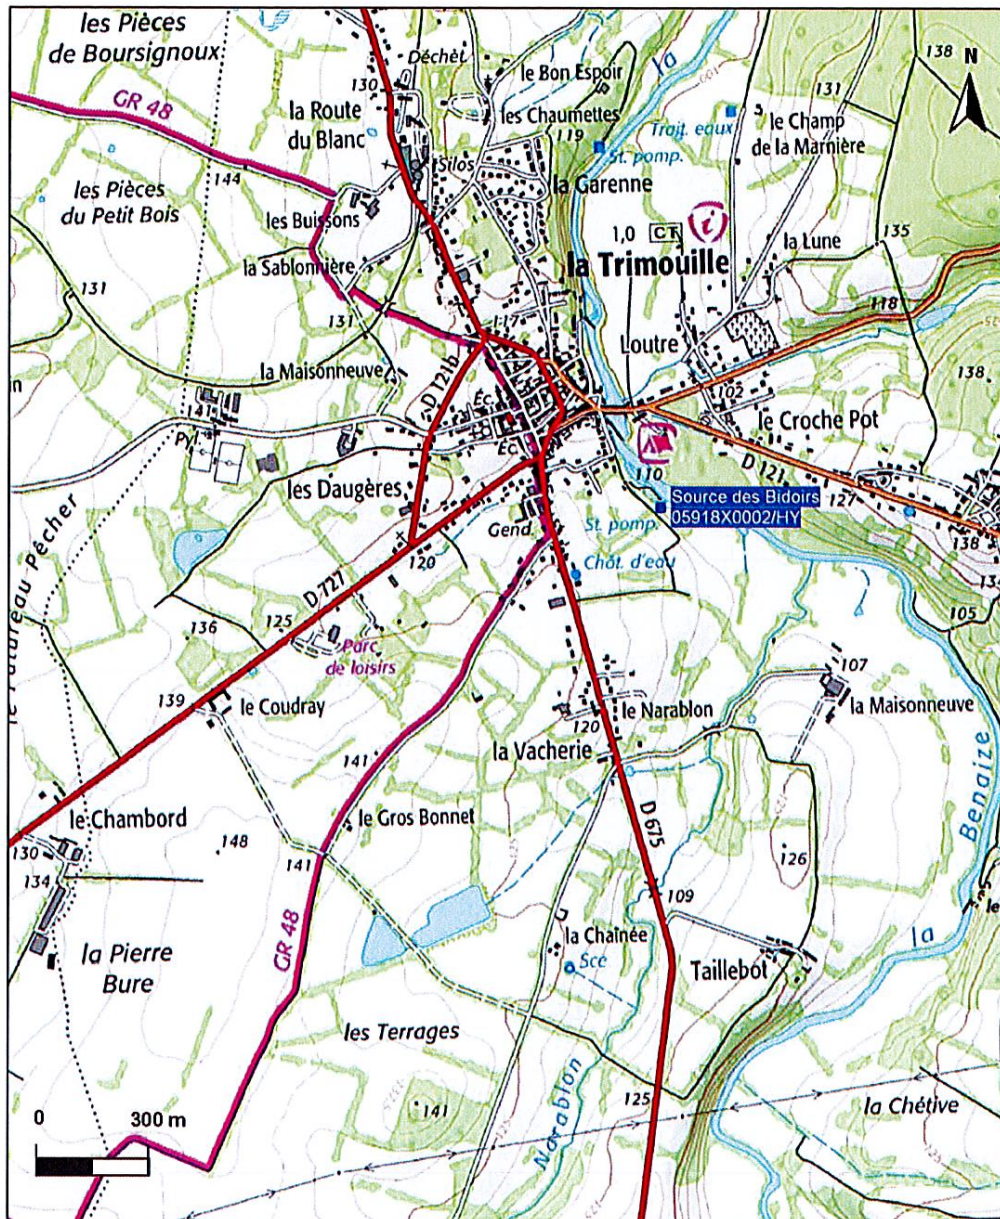 les Pièces
de Boursignoux
Déchèt.
le Bon Espoir
la
138
N
130
GR 48
la Route
du Blanc
les Chaumettes
119
Trait. eaux
131
le Champ
de la Marnière
St. pomp.
Silos
144
la Garenne
les Pièces
du Petit Bois
les Buissons
1,0
CT
i
la Lune
135
la Sablonnière
la Trimouille
131
131
117
118
Loutre
la Maisonneuve
D 121b
138
102
Éc.
le Croche Pot
141
Pyl.
Éc.
D 121
110
127
les Daugères
Source des Bidoirs
05918X0002/HY
Gend.
St. pomp.
138
Chât. d'eau
120
D 727
105
136
125
Parc
de loisirs
107
139
le Coudray
la Maisonneuve
le Narablon
120
la Vacherie
141
Benaize
le Chambord
le Gros Bonnet
D 675
148
126
130
141
134
109
GR 48
la Chaînée
la
la Pierre
Bure
Sce
Taillebot
les Terrages
Narablon
125
0
300 m
141
la Chétive